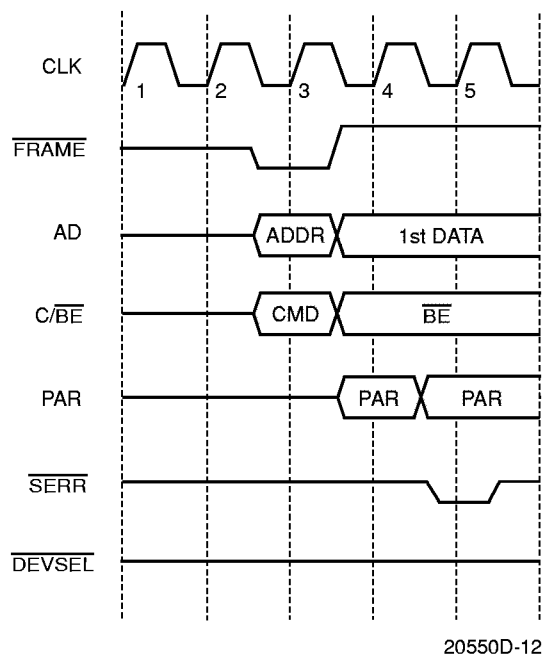 CLK
1 2 3 4 5
FRAME
AD ADDR 1st DATA
C/BE CMD BE
PAR PAR PAR
SERR
DEVSEL
20550D-12